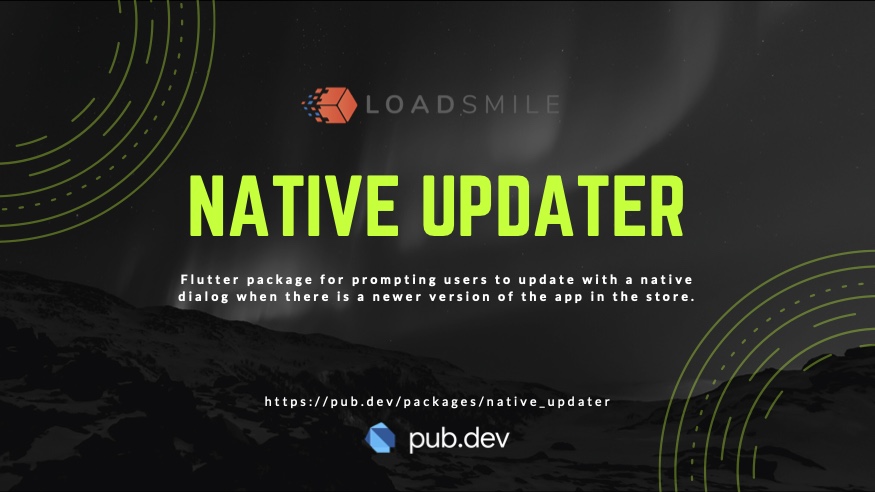 LOADSMILE
NATIVE UPDATER
Flutter package for prompting users to update with a native
dialog when there is a newer version of the app in the store.
https://pub.dev/packages/native_updater
pub.dev